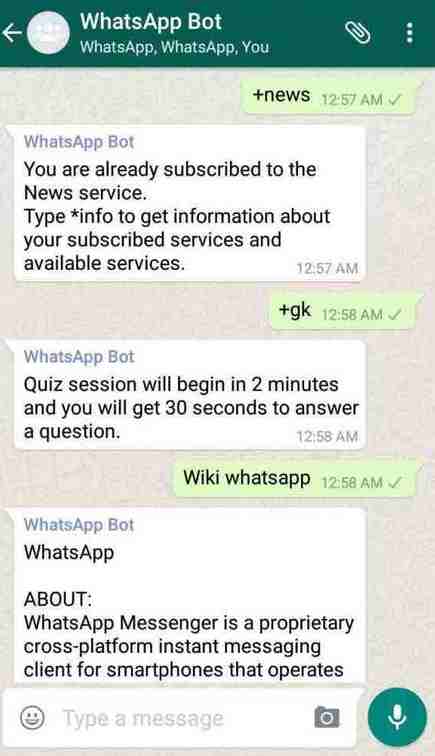 WhatsApp Bot
WhatsApp, WhatsApp, You
+news 12:57 AM
WhatsApp Bot
You are already subscribed to the
News service.
Type *info to get information about
your subscribed services and
available services.
12:57 AM
+gk 12:58 AM
WhatsApp Bot
Quiz session will begin in 2 minutes
and you will get 30 seconds to answer
a question.
12:58 AM
Wiki whatsapp 12:58 AM
WhatsApp Bot
WhatsApp
ABOUT:
WhatsApp Messenger is a proprietary
cross-platform instant messaging
client for smartphones that operates
Type a message